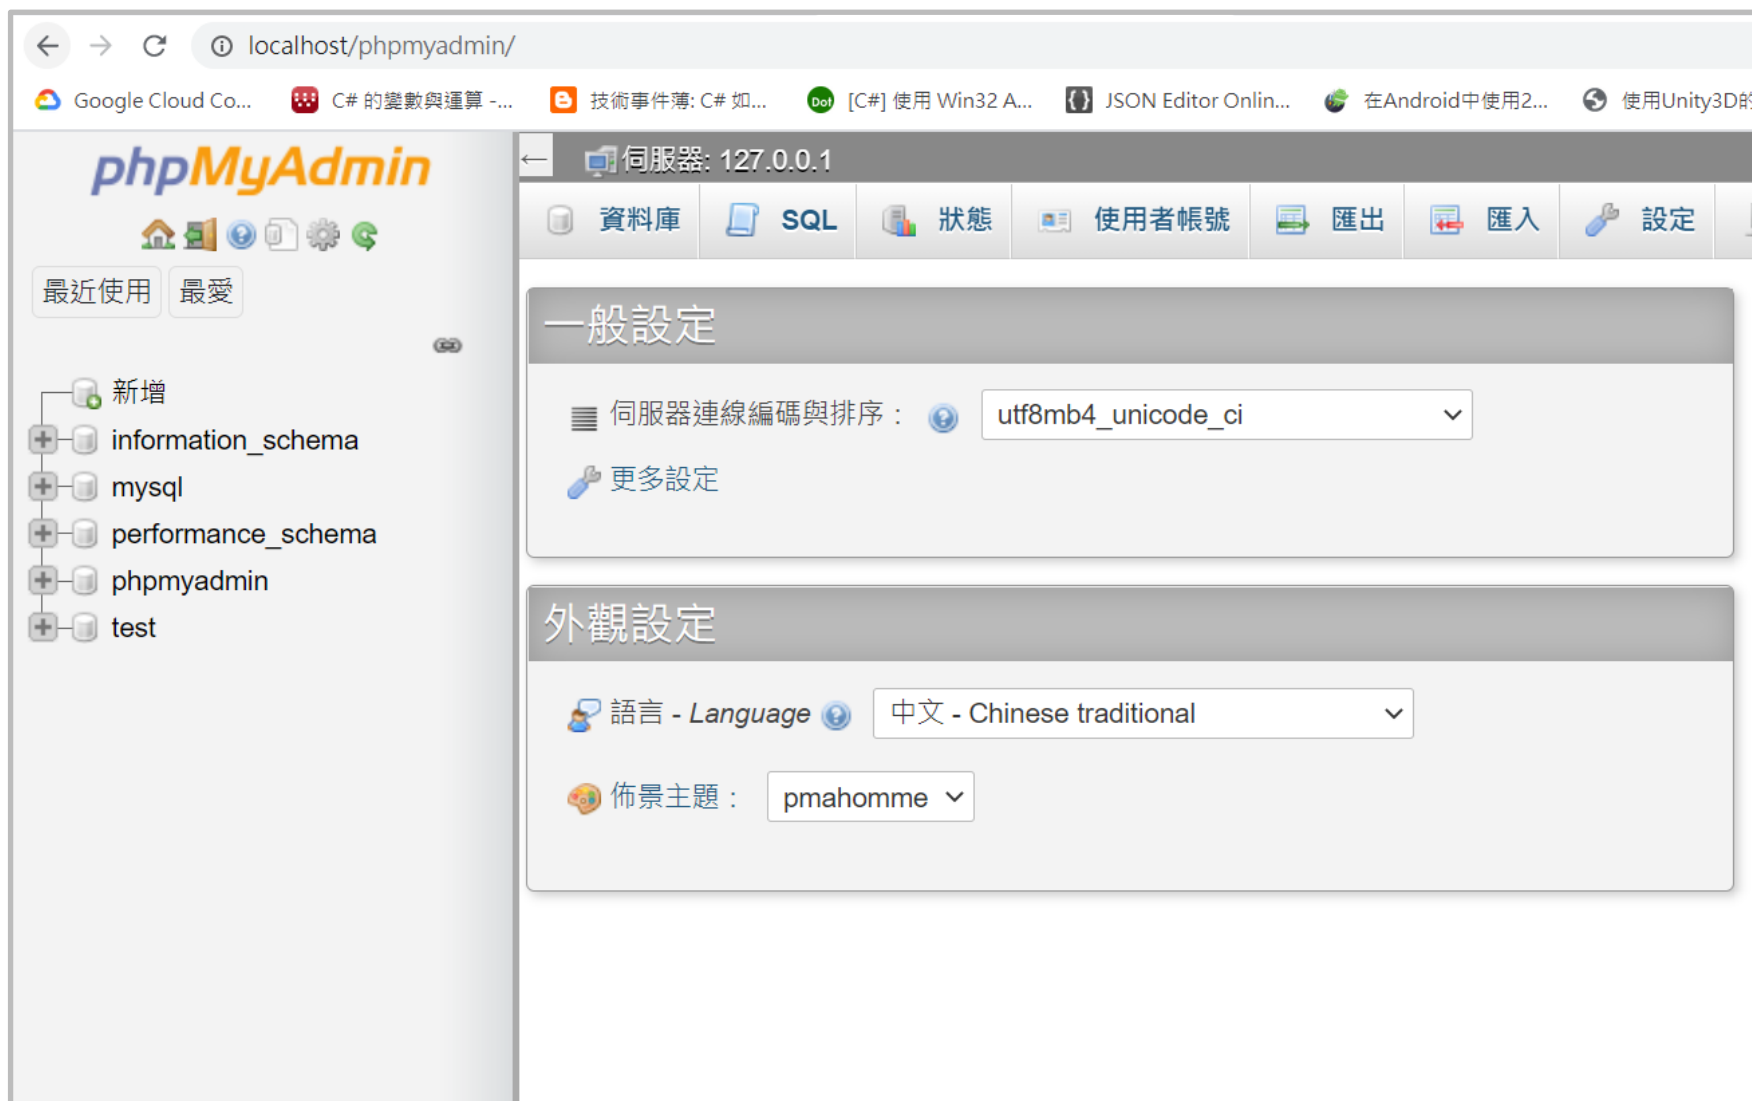 localhost/phpmyadmin/
Google Cloud Co... C# 的變數與運算 -... 技術事件薄: C# 如... [C#] 使用 Win32 A... JSON Editor Onlin... 在Android中使用2... 使用Unity3D的
phpMyAdmin
最近使用 最愛
新增
information_schema
mysql
performance_schema
phpmyadmin
test
伺服器: 127.0.0.1
資料庫 SQL 狀態 使用者帳號 匯出 匯入 設定
一般設定
伺服器連線編碼與排序： utf8mb4_unicode_ci
更多設定
外觀設定
語言 - Language 中文 - Chinese traditional
佈景主題： pmahomme